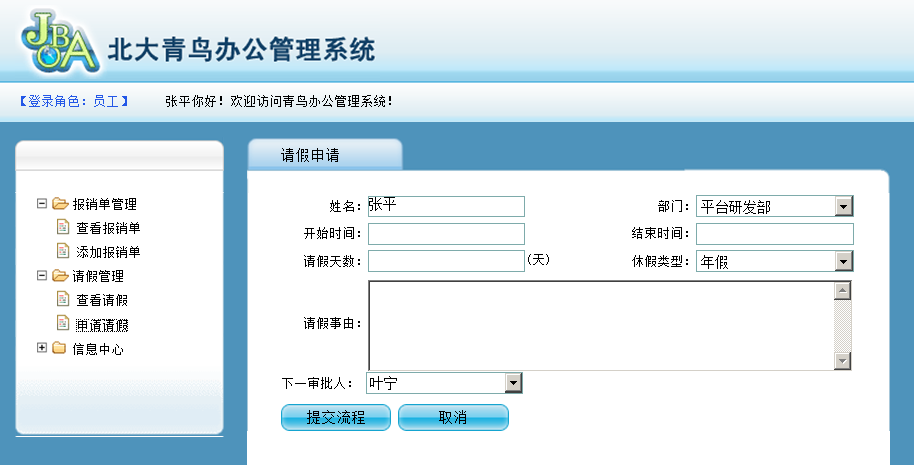 JBOA
北大青鸟办公管理系统
【登录角色：员工】 张平你好！欢迎访问青鸟办公管理系统！
报销单管理
查看报销单
添加报销单
请假管理
查看请假
申请请假
信息中心
请假申请
姓名： 张平 部门： 平台研发部
开始时间： 结束时间：
请假天数： (天) 休假类型： 年假
请假事由：
下一审批人： 叶宁
提交流程 取消